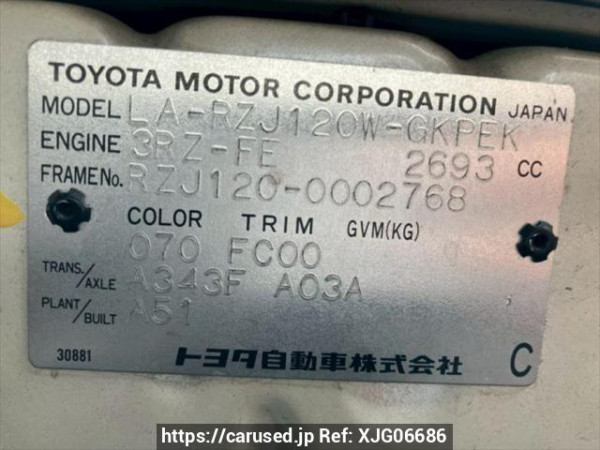 TOYOTA MOTOR CORPORATION JAPAN
MODEL LA-RZJ120W-GKPEK
ENGINE 3RZ-FE 2693 CC
FRAME No. RZJ120-0002768
COLOR TRIM GVM(KG)
070 FC00
TRANS./AXLE A343F A03A
PLANT/BUILT A51
30881 トヨタ自動車株式会社 C
https://carused.jp Ref: XJG06686